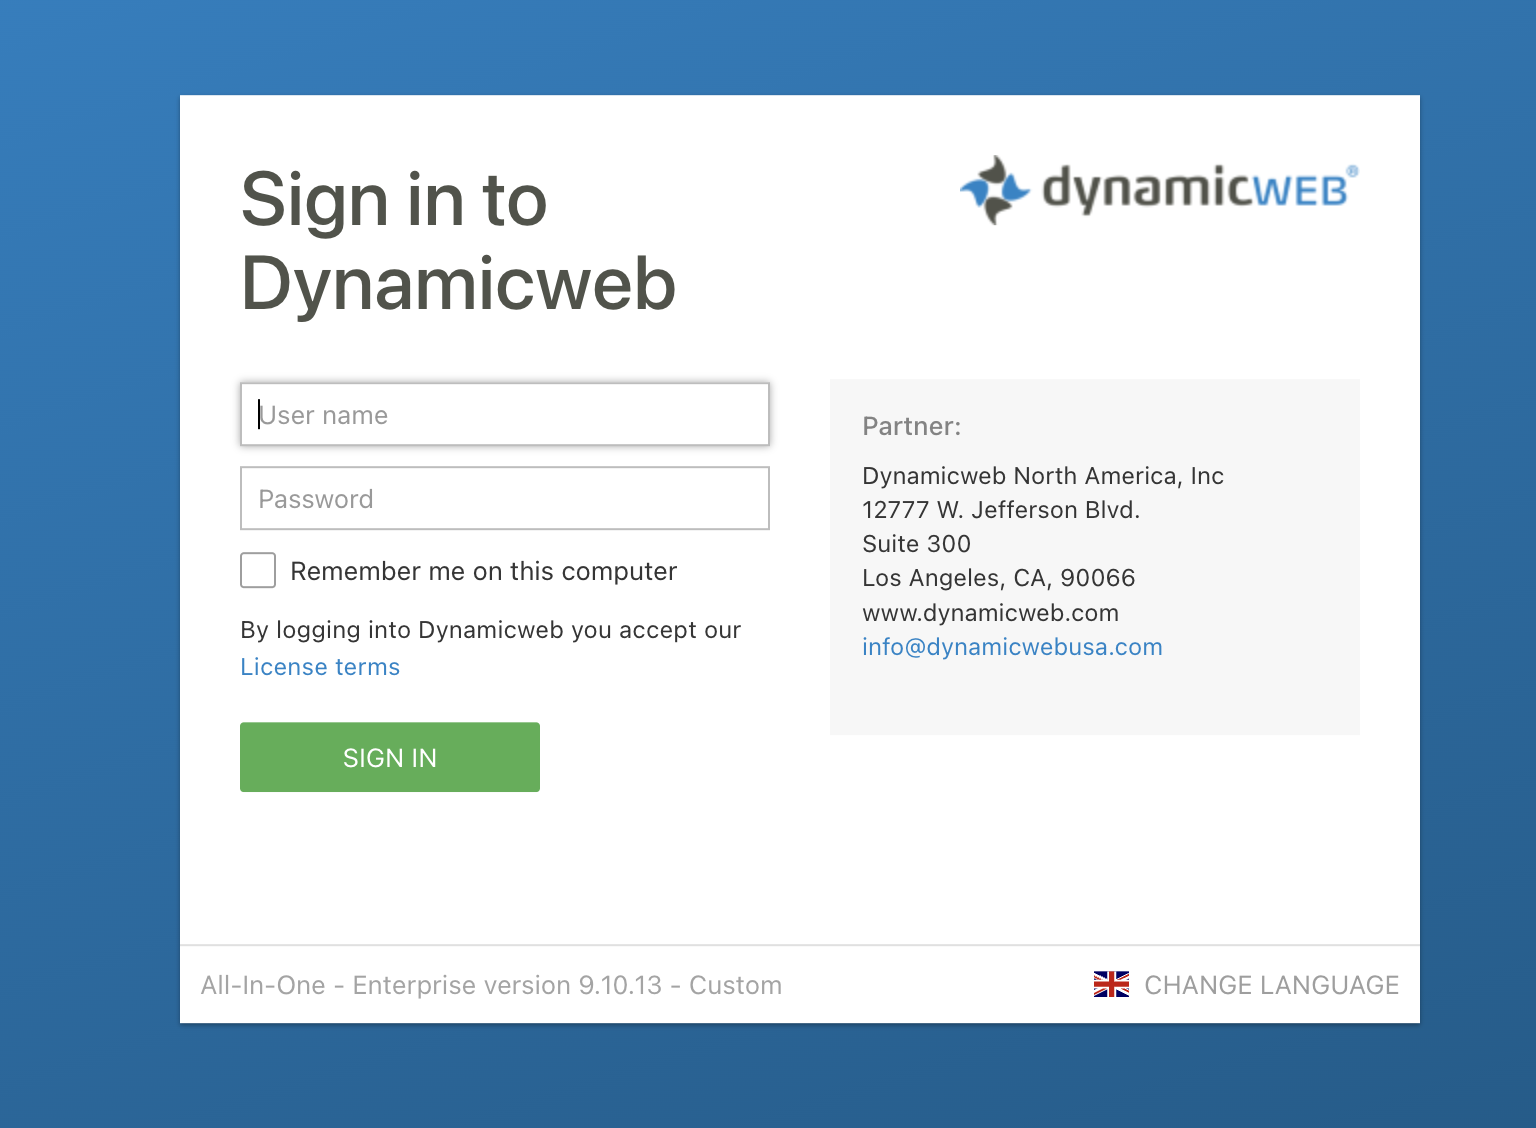 Sign in to
Dynamicweb
dynamicWEB®
User name
Password
Remember me on this computer
By logging into Dynamicweb you accept our
License terms
SIGN IN
Partner:
Dynamicweb North America, Inc
12777 W. Jefferson Blvd.
Suite 300
Los Angeles, CA, 90066
www.dynamicweb.com
info@dynamicwebusa.com
All-In-One - Enterprise version 9.10.13 - Custom
CHANGE LANGUAGE